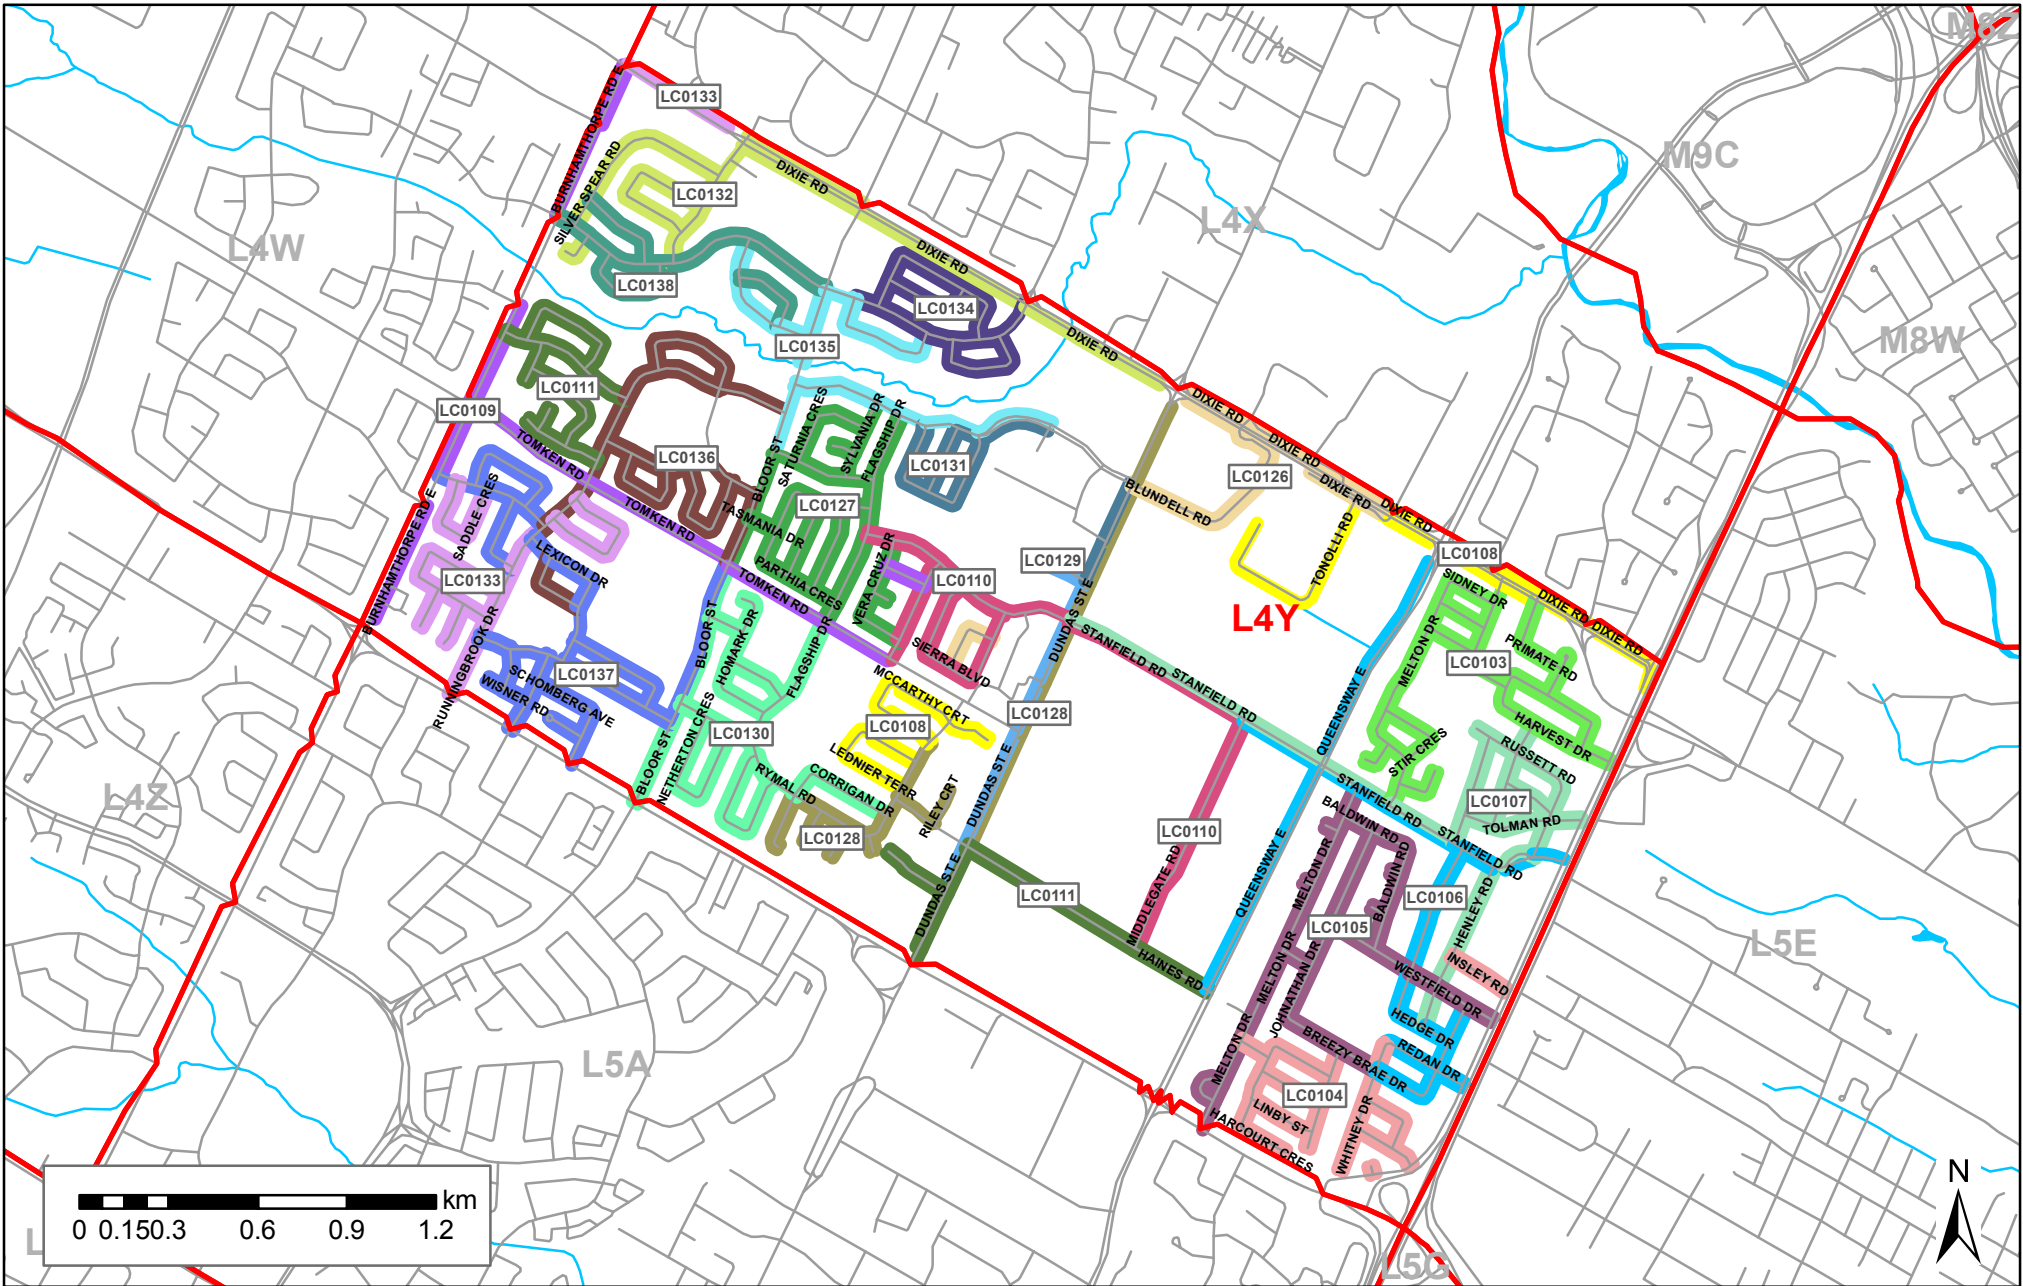 M8Z
LC0133
BURNHAMTHORPE RD E
M9C
SILVER SPEAR RD
LC0132
DIXIE RD
L4X
L4W
DIXIE RD
LC0138
LC0134
M8W
DIXIE RD
LC0135
LC0111
LC0109
DIXIE RD
SATURNIA CRES
SYLVANIA DR
FLAGSHIP DR
TOMKEN RD
LC0136
BLOOR ST
LC0131
DIXIE RD
LC0126
DIXIE RD
BLUNDELL RD
SADDLE CRES
TOMKEN RD
TASMANIA DR
LC0127
DIXIE RD
BURNHAMTHORPE RD E
LEXICON DR
LC0129
TONOLLI RD
LC0108
LC0133
PARTHIA CRES
TOMKEN RD
VERA CRUZ DR
LC0110
SIDNEY DR
DIXIE RD
DIXIE RD
L4Y
DUNDAS ST E
BLOOR ST
HOMARK DR
FLAGSHIP DR
SIERRA BLVD
STANFIELD RD
STANFIELD RD
MELTON DR
PRIMATE RD
LC0103
RUNNINGBROOK DR
LC0137
SCHOMBERG AVE
WISNER RD
MCCARTHY CRT
LC0128
QUEENSWAY E
HARVEST DR
NETHERTON CRES
LC0130
LC0108
STIR CRES
RUSSETT RD
BLOOR ST
RYMAL RD
CORRIGAN DR
LEDNIER TERR
RILEY CRT
DUNDAS ST E
L4Z
LC0128
STANFIELD RD
BALDWIN RD
LC0107
TOLMAN RD
STANFIELD RD
LC0110
MIDDLEGATE RD
QUEENSWAY E
MELTON DR
BALDWIN RD
LC0111
DUNDAS ST E
LC0106
HENLEY RD
LC0105
L5E
HAINES RD
MELTON DR
JOHNATHAN DR
WESTFIELD DR
INSLEY RD
HEDGE DR
L5A
MELTON DR
BREEZY BRAE DR
REDAN DR
LC0104
LINBY ST
HARCOURT CRES
WHITNEY DR
N
km
0 0.15 0.3 0.6 0.9 1.2
L5G